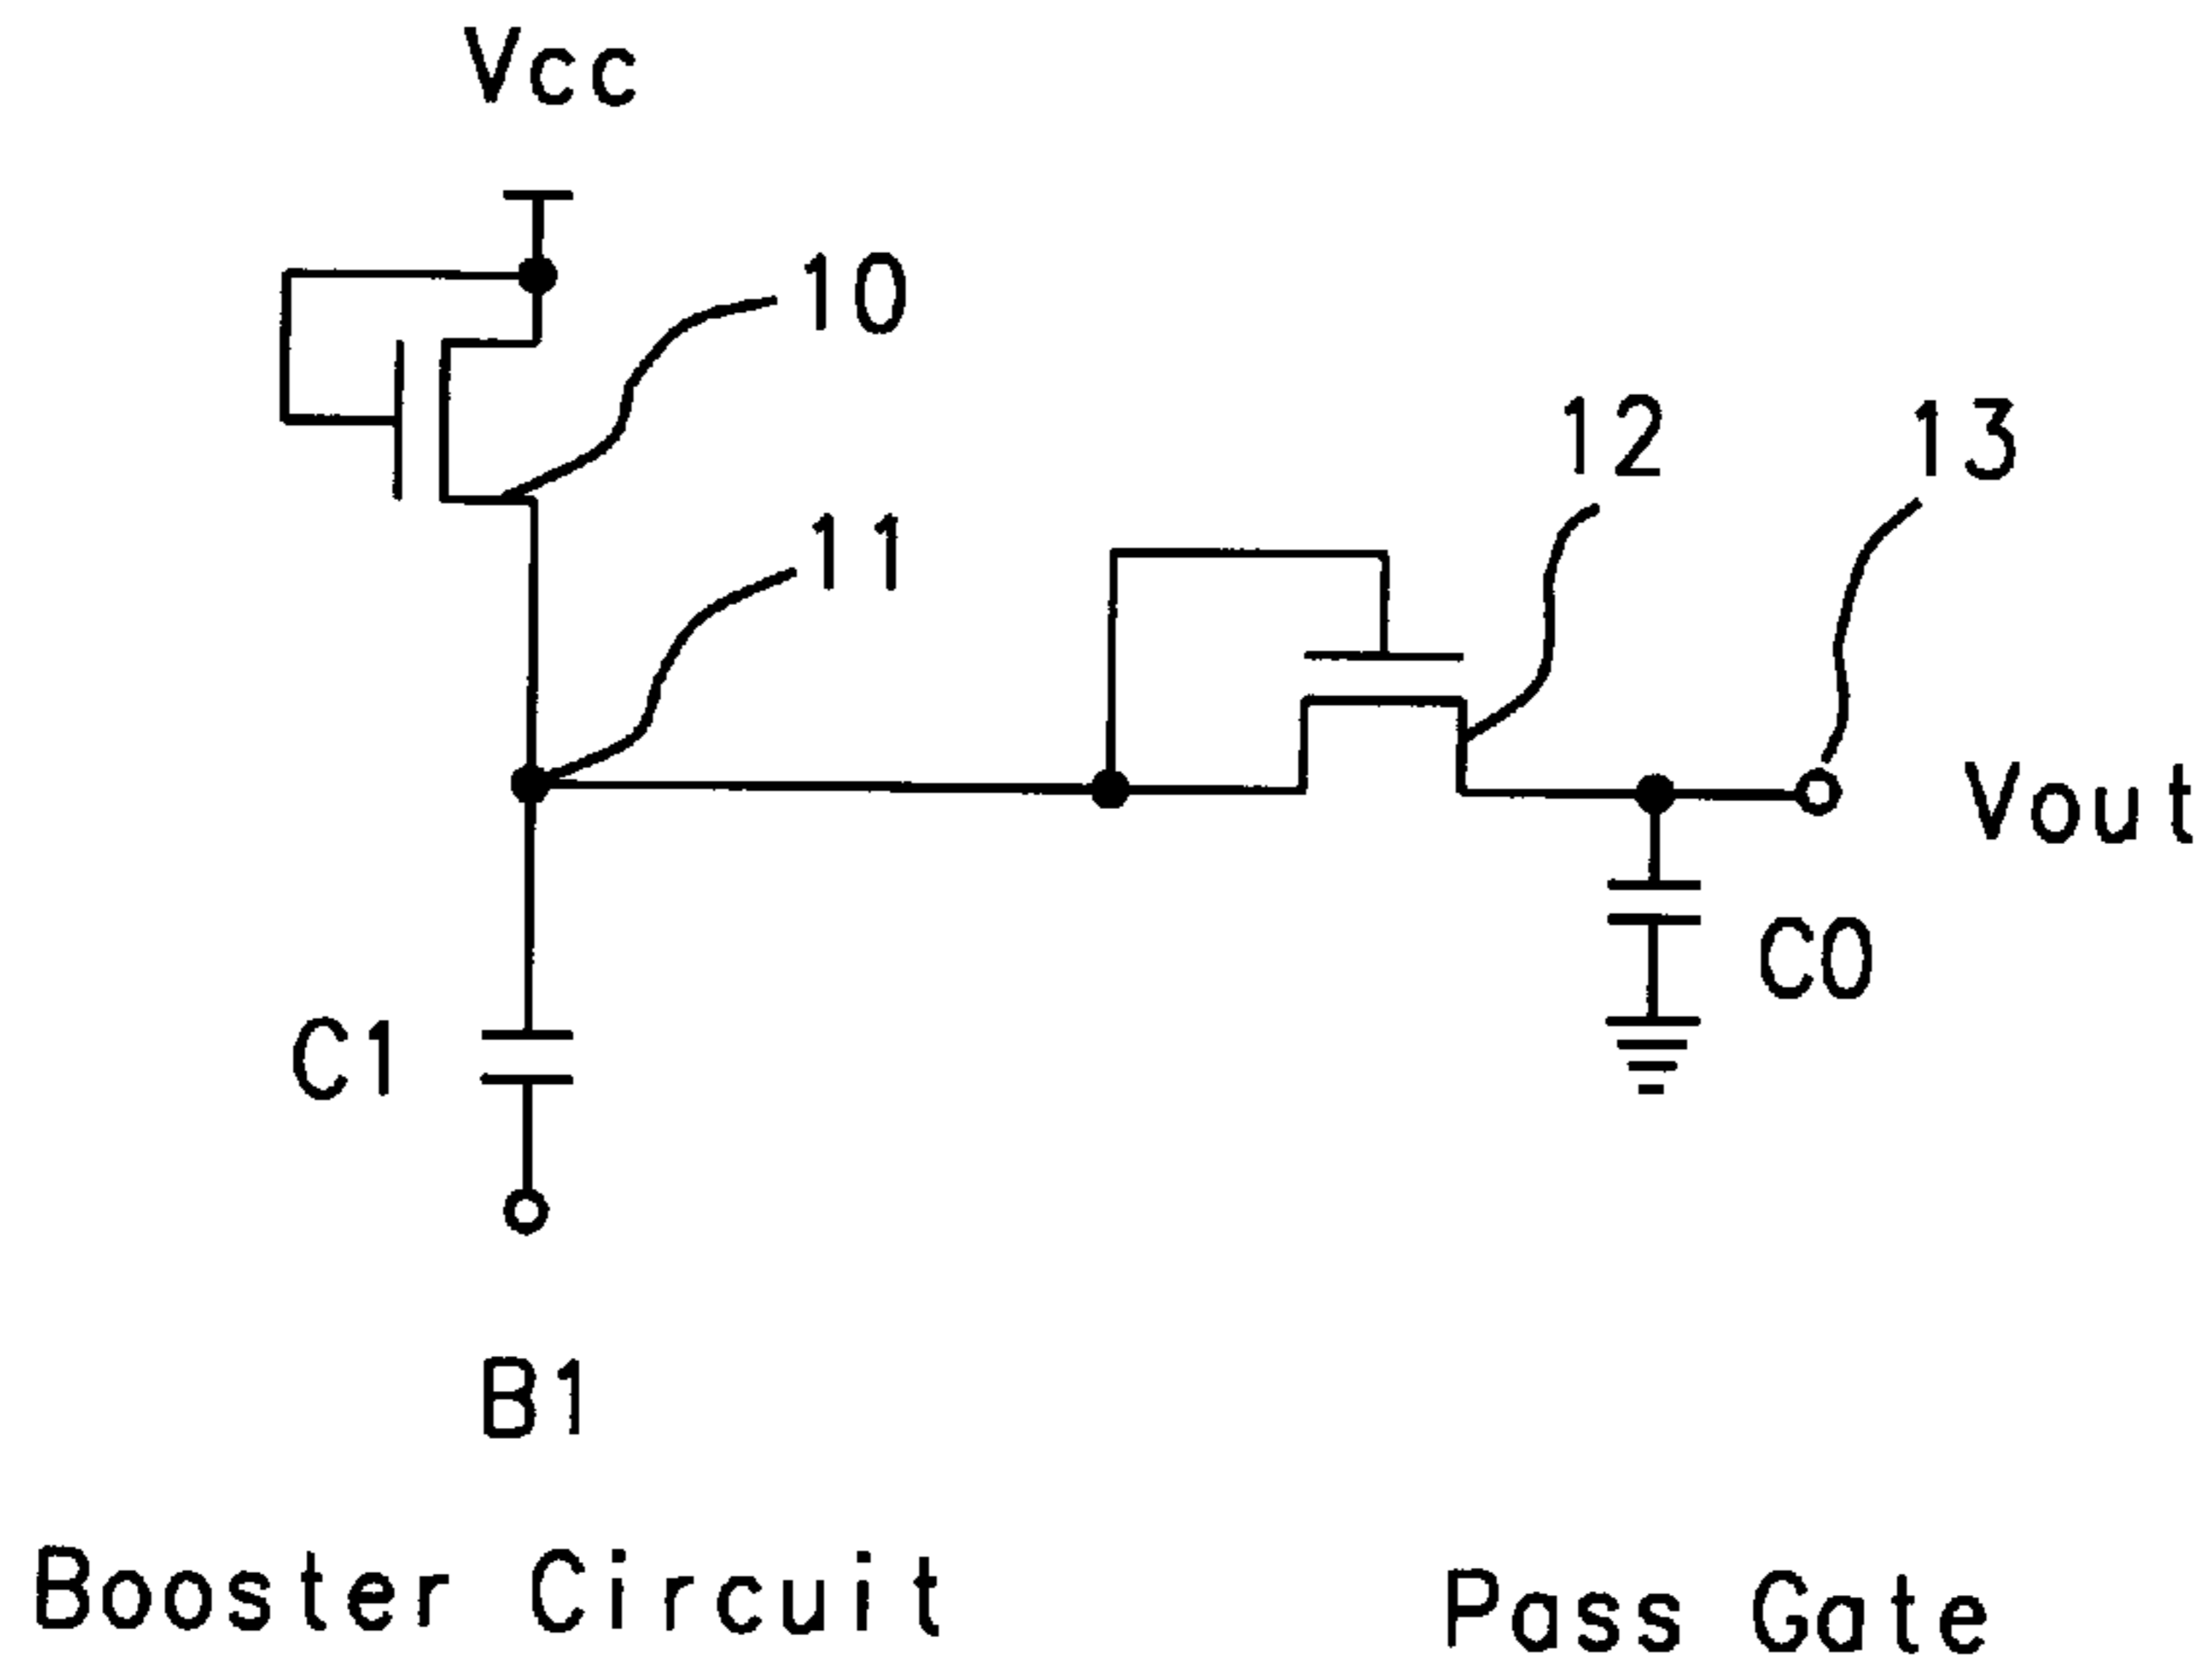 Vcc
10
12
13
11
Vout
C0
C1
B1
Booster Circuit
Pass Gate